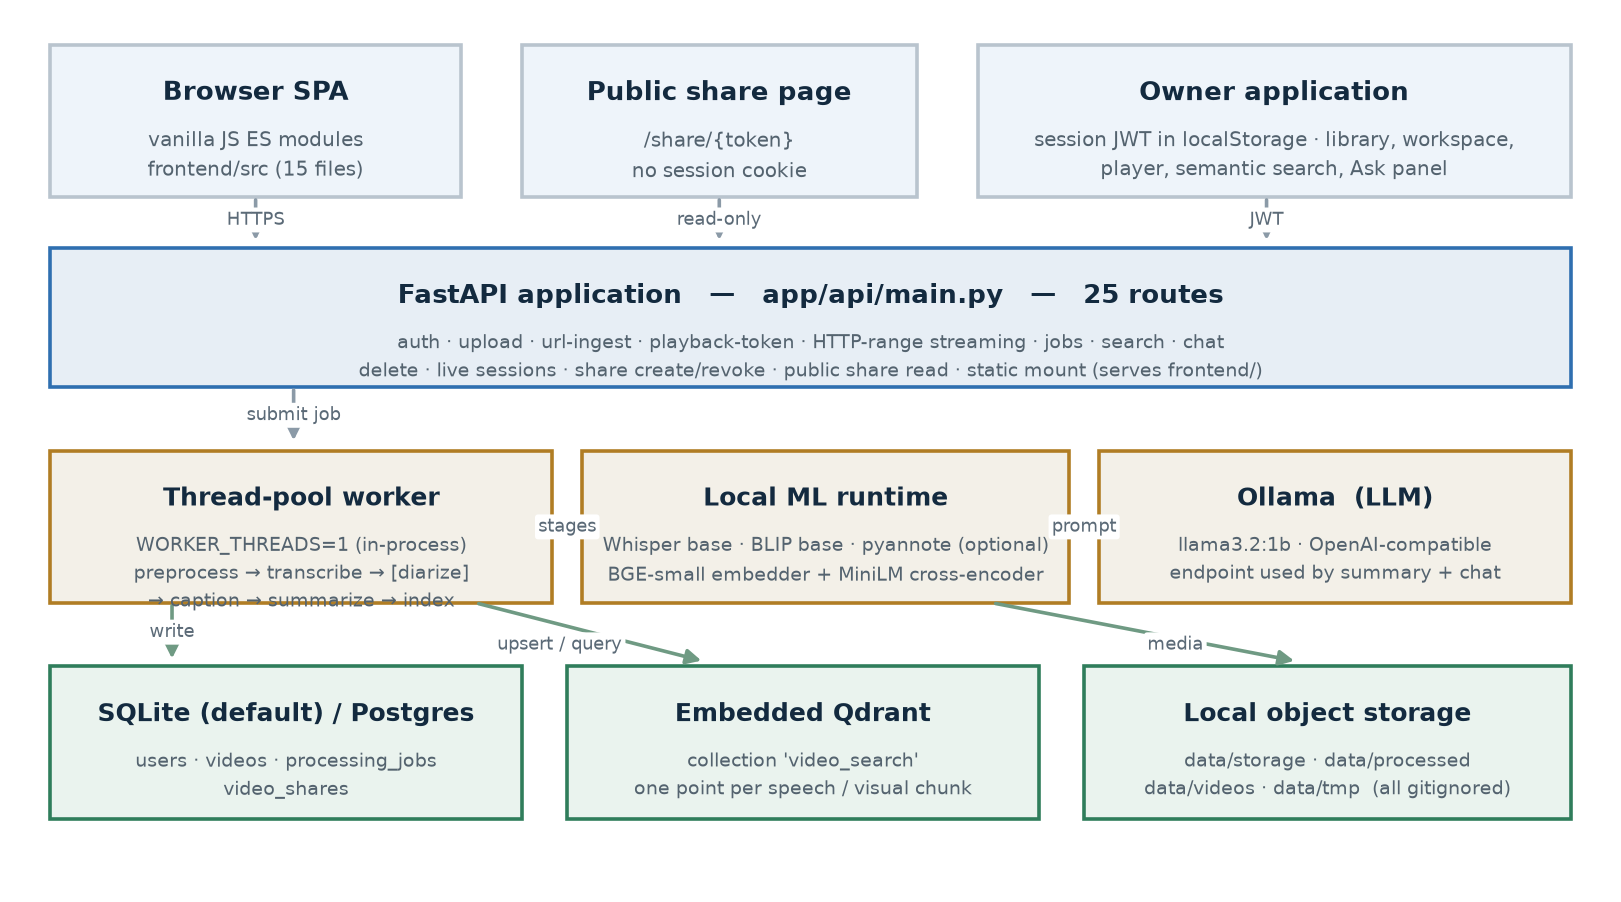 Browser SPA
vanilla JS ES modules
frontend/src (15 files)
Public share page
/share/{token}
no session cookie
Owner application
session JWT in localStorage · library, workspace,
player, semantic search, Ask panel
HTTPS
read-only
JWT
FastAPI application — app/api/main.py — 25 routes
auth · upload · url-ingest · playback-token · HTTP-range streaming · jobs · search · chat
delete · live sessions · share create/revoke · public share read · static mount (serves frontend/)
submit job
Thread-pool worker
WORKER_THREADS=1 (in-process)
preprocess → transcribe → [diarize]
→ caption → summarize → index
stages
Local ML runtime
Whisper base · BLIP base · pyannote (optional)
BGE-small embedder + MiniLM cross-encoder
prompt
Ollama (LLM)
llama3.2:1b · OpenAI-compatible
endpoint used by summary + chat
write
upsert / query
media
SQLite (default) / Postgres
users · videos · processing_jobs
video_shares
Embedded Qdrant
collection 'video_search'
one point per speech / visual chunk
Local object storage
data/storage · data/processed
data/videos · data/tmp (all gitignored)